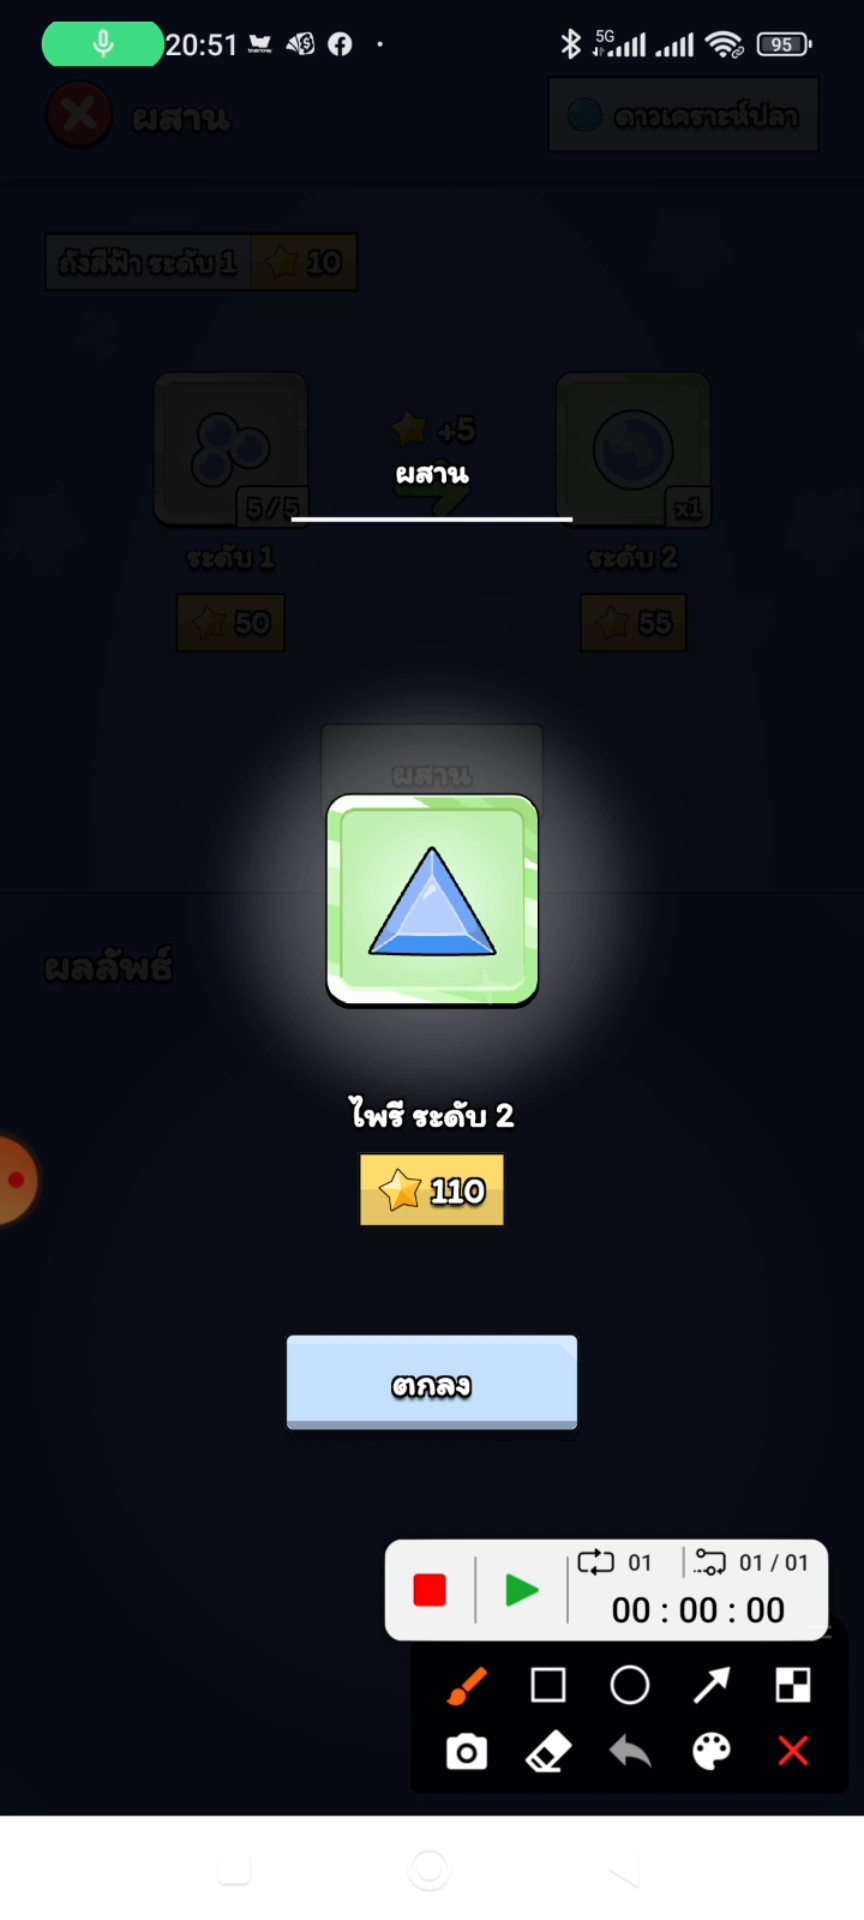 20:51
5G
95
ผสาน
ดาวเคราะห์ปลา
ถังสีฟ้า ระดับ 1
10
+5
ผสาน
5/5
x1
ระดับ 1
ระดับ 2
50
55
ผสาน
ผลลัพธ์
ไพรี ระดับ 2
110
ตกลง
01
01 / 01
00 : 00 : 00